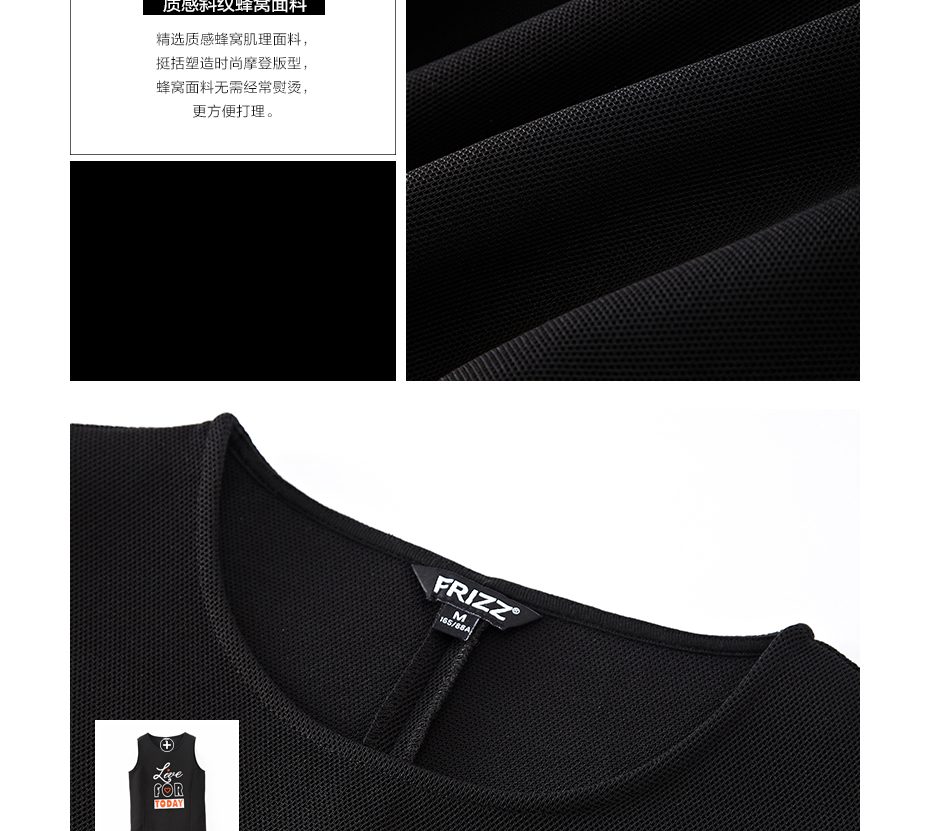 质感斜纹蜂窝面料
精选质感蜂窝肌理面料，
挺括塑造时尚摩登版型，
蜂窝面料无需经常熨烫，
更方便打理。
FRIZZ®
M
165/88A
Live
FOR
TODAY